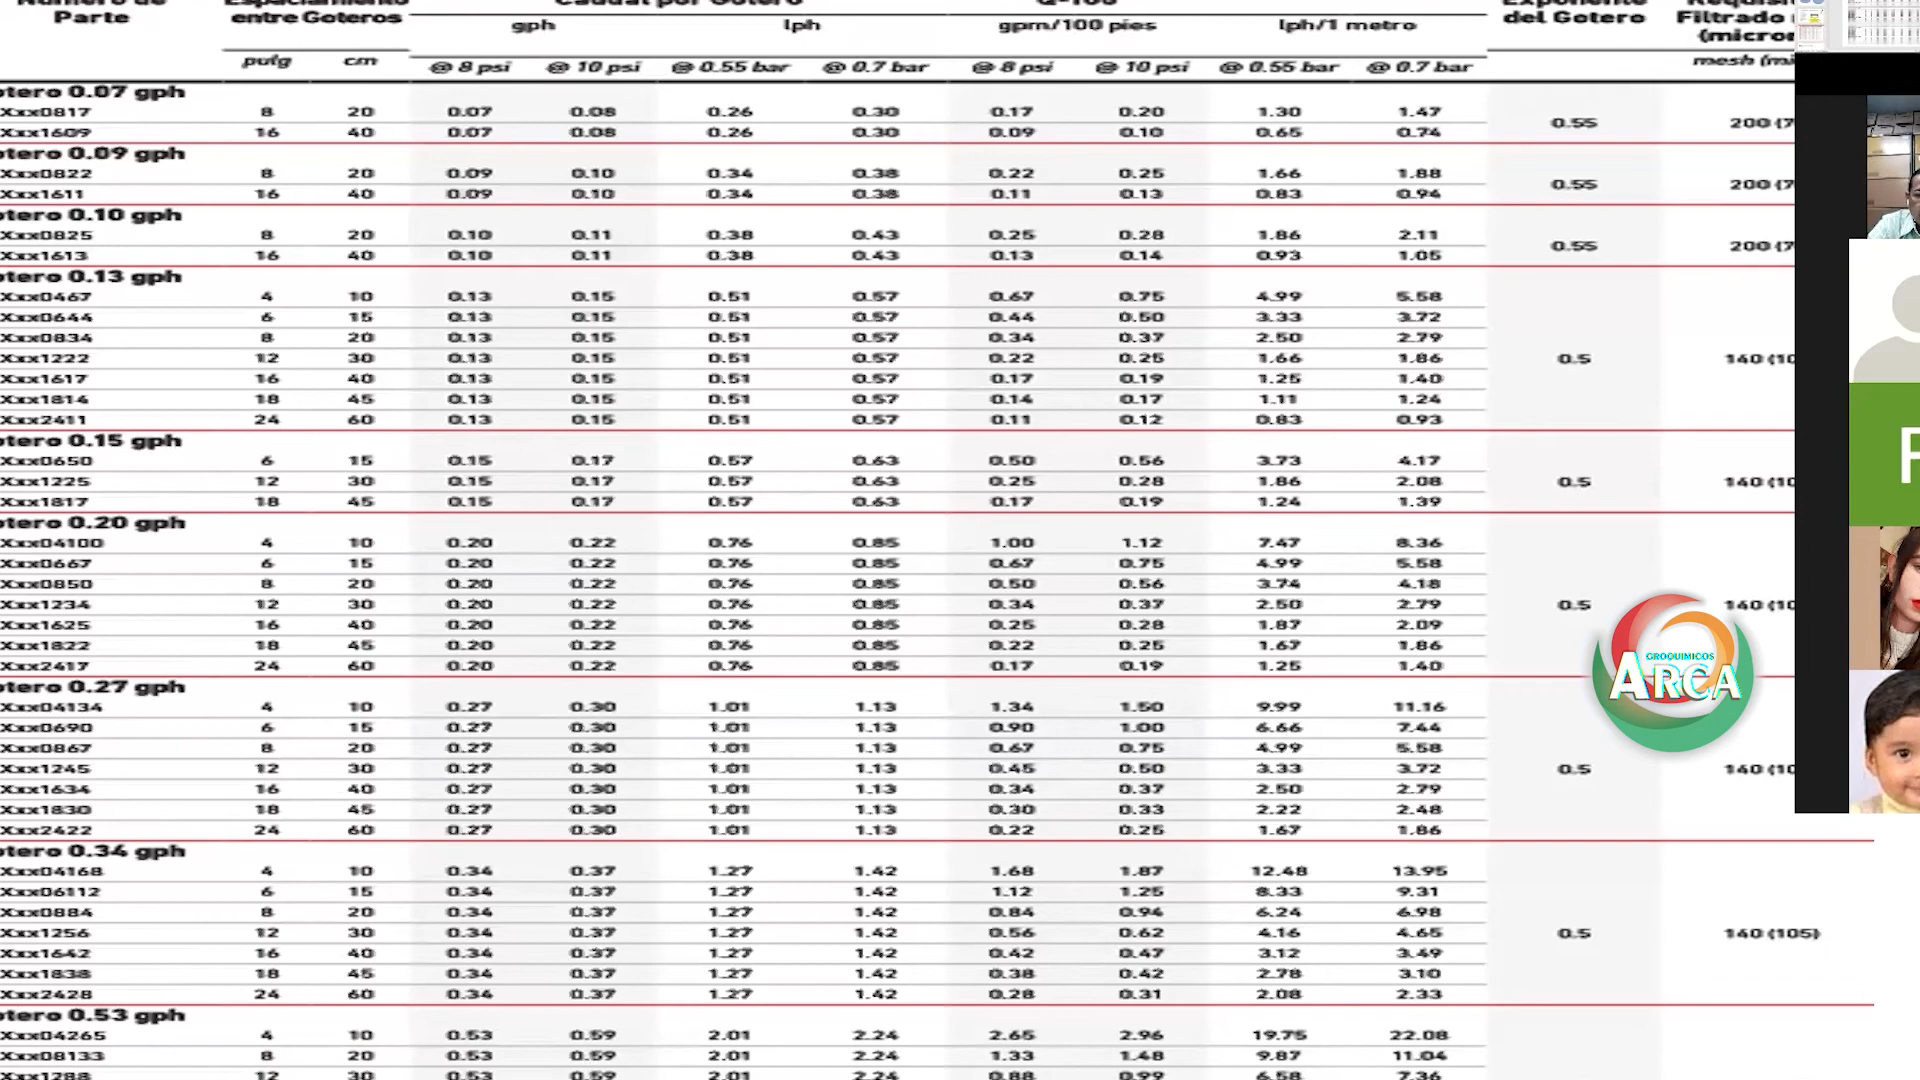 Número de Espaciamiento Caudal por Gotero Q-100 Exponente
Parte entre Goteros gph lph gpm/100 pies lph/1 metro del Gotero Filtrado
pulg cm @ 8 psi @ 10 psi @ 0.55 bar @ 0.7 bar @ 8 psi @ 10 psi @ 0.55 bar @ 0.7 bar mesh
otero 0.07 gph
Xxx0817 8 20 0.07 0.08 0.26 0.30 0.17 0.20 1.30 1.47
0.55 200 (7
Xxx1609 16 40 0.07 0.08 0.26 0.30 0.09 0.10 0.65 0.74
otero 0.09 gph
Xxx0822 8 20 0.09 0.10 0.34 0.38 0.22 0.25 1.66 1.88
0.55 200 (7
Xxx1611 16 40 0.09 0.10 0.34 0.38 0.11 0.13 0.83 0.94
otero 0.10 gph
Xxx0825 8 20 0.10 0.11 0.38 0.43 0.25 0.28 1.86 2.11
0.55 200 (7
Xxx1613 16 40 0.10 0.11 0.38 0.43 0.13 0.14 0.93 1.05
otero 0.13 gph
Xxx0467 4 10 0.13 0.15 0.51 0.57 0.67 0.75 4.99 5.58
Xxx0644 6 15 0.13 0.15 0.51 0.57 0.44 0.50 3.33 3.72
Xxx0834 8 20 0.13 0.15 0.51 0.57 0.34 0.37 2.50 2.79
Xxx1222 12 30 0.13 0.15 0.51 0.57 0.22 0.25 1.66 1.86 0.5 140 (10
Xxx1617 16 40 0.13 0.15 0.51 0.57 0.17 0.19 1.25 1.40
Xxx1814 18 45 0.13 0.15 0.51 0.57 0.14 0.17 1.11 1.24
Xxx2411 24 60 0.13 0.15 0.51 0.57 0.11 0.12 0.83 0.93
otero 0.15 gph
Xxx0650 6 15 0.15 0.17 0.57 0.63 0.50 0.56 3.73 4.17
Xxx1225 12 30 0.15 0.17 0.57 0.63 0.25 0.28 1.86 2.08 0.5 140 (10
Xxx1817 18 45 0.15 0.17 0.57 0.63 0.17 0.19 1.24 1.39
otero 0.20 gph
Xxx04100 4 10 0.20 0.22 0.76 0.85 1.00 1.12 7.47 8.36
Xxx0667 6 15 0.20 0.22 0.76 0.85 0.67 0.75 4.99 5.58
Xxx0850 8 20 0.20 0.22 0.76 0.85 0.50 0.56 3.74 4.18
Xxx1234 12 30 0.20 0.22 0.76 0.85 0.34 0.37 2.50 2.79 0.5 140 (10
Xxx1625 16 40 0.20 0.22 0.76 0.85 0.25 0.28 1.87 2.09
Xxx1822 18 45 0.20 0.22 0.76 0.85 0.22 0.25 1.67 1.86
Xxx2417 24 60 0.20 0.22 0.76 0.85 0.17 0.19 1.25 1.40
GROQUIMICOS
ARCA
otero 0.27 gph
Xxx04134 4 10 0.27 0.30 1.01 1.13 1.34 1.50 9.99 11.16
Xxx0690 6 15 0.27 0.30 1.01 1.13 0.90 1.00 6.66 7.44
Xxx0867 8 20 0.27 0.30 1.01 1.13 0.67 0.75 4.99 5.58
Xxx1245 12 30 0.27 0.30 1.01 1.13 0.45 0.50 3.33 3.72 0.5 140 (10
Xxx1634 16 40 0.27 0.30 1.01 1.13 0.34 0.37 2.50 2.79
Xxx1830 18 45 0.27 0.30 1.01 1.13 0.30 0.33 2.22 2.48
Xxx2422 24 60 0.27 0.30 1.01 1.13 0.22 0.25 1.67 1.86
otero 0.34 gph
Xxx04168 4 10 0.34 0.37 1.27 1.42 1.68 1.87 12.48 13.95
Xxx06112 6 15 0.34 0.37 1.27 1.42 1.12 1.25 8.33 9.31
Xxx0884 8 20 0.34 0.37 1.27 1.42 0.84 0.94 6.24 6.98
Xxx1256 12 30 0.34 0.37 1.27 1.42 0.56 0.62 4.16 4.65 0.5 140 (105)
Xxx1642 16 40 0.34 0.37 1.27 1.42 0.42 0.47 3.12 3.49
Xxx1838 18 45 0.34 0.37 1.27 1.42 0.38 0.42 2.78 3.10
Xxx2428 24 60 0.34 0.37 1.27 1.42 0.28 0.31 2.08 2.33
otero 0.53 gph
Xxx04265 4 10 0.53 0.59 2.01 2.24 2.65 2.96 19.75 22.08
Xxx08133 8 20 0.53 0.59 2.01 2.24 1.33 1.48 9.87 11.04
Xxx1288 12 30 0.53 0.59 2.01 2.24 0.88 0.99 6.58 7.36